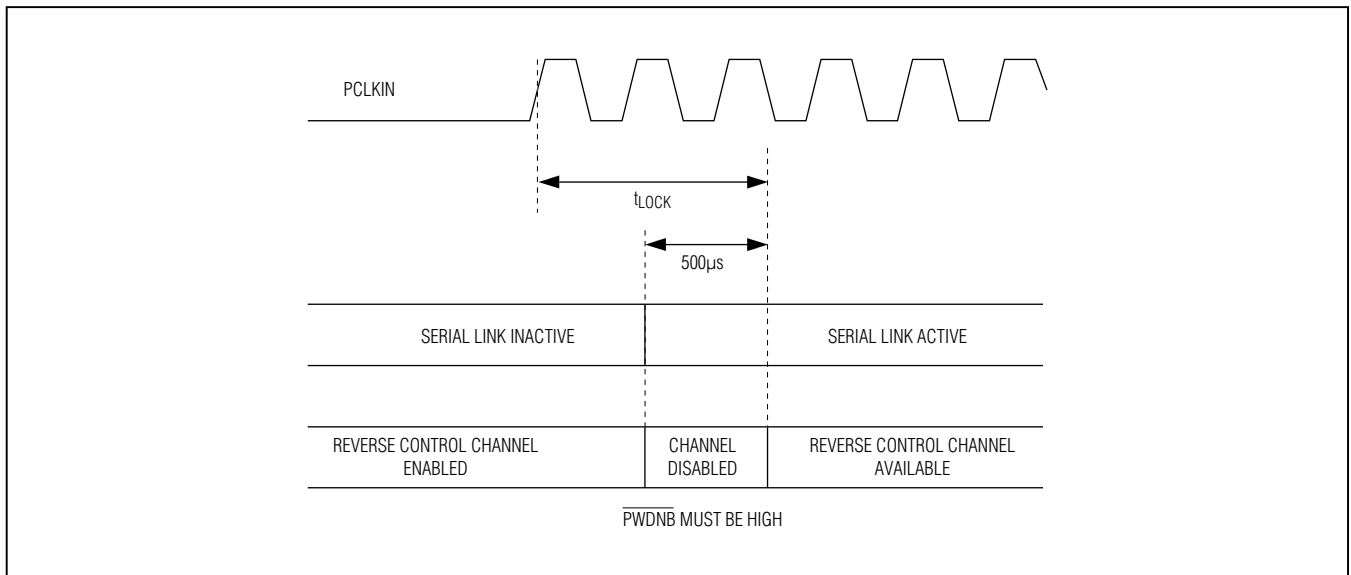 PCLKIN
tLOCK
500µs
SERIAL LINK INACTIVE
SERIAL LINK ACTIVE
REVERSE CONTROL CHANNEL
ENABLED
CHANNEL
DISABLED
REVERSE CONTROL CHANNEL
AVAILABLE
PWDNB MUST BE HIGH